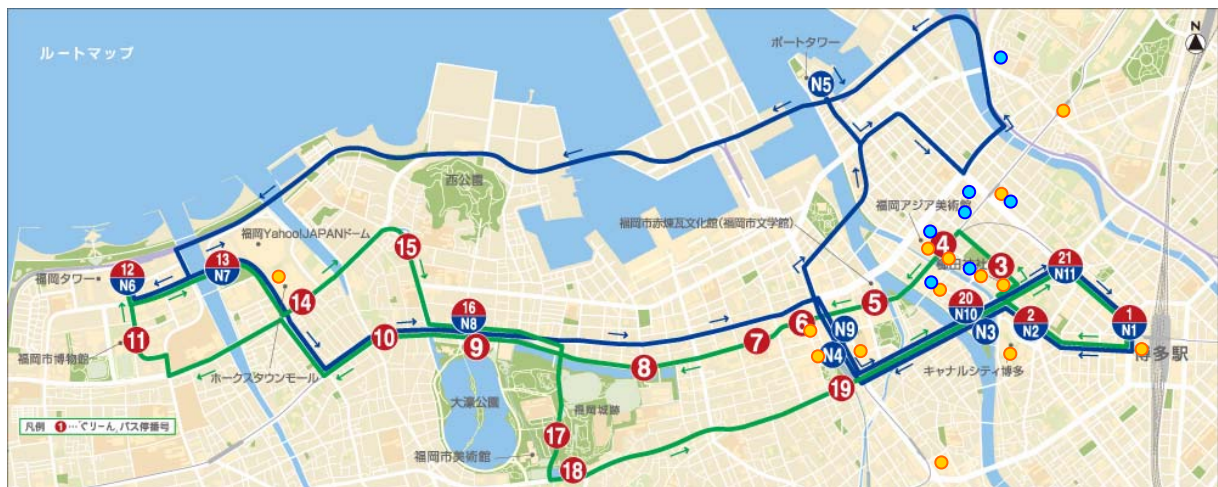 ルートマップ
N
ポートタワー
N5
西公園
福岡アジア美術館
福岡市赤煉瓦文化館(福岡市文学館)
福岡Yahoo!JAPANドーム
福岡タワー
12
N6
13
N7
14
15
4
櫛田神社
3
21
N11
20
N10
N3
2
N2
1
N1
博多駅
キャナルシティ博多
5
6
N9
N4
7
8
16
N8
9
10
11
福岡市博物館
ホークスタウンモール
19
大濠公園
福岡城跡
17
福岡市美術館
18
凡例 1…"ぐりーん"バス停番号